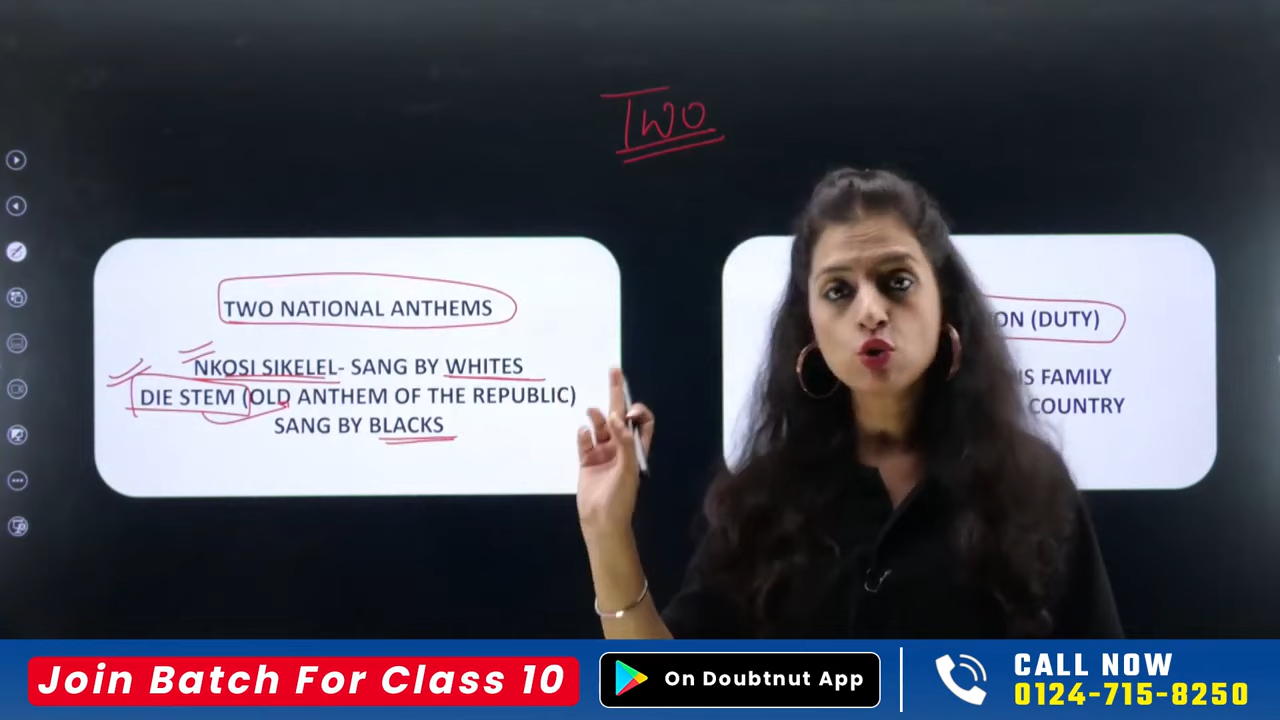 Two
TWO NATIONAL ANTHEMS
NKOSI SIKELEL- SANG BY WHITES
DIE STEM (OLD ANTHEM OF THE REPUBLIC)
SANG BY BLACKS
ON (DUTY)
IS FAMILY
COUNTRY
Join Batch For Class 10
On Doubtnut App
CALL NOW
0124-715-8250